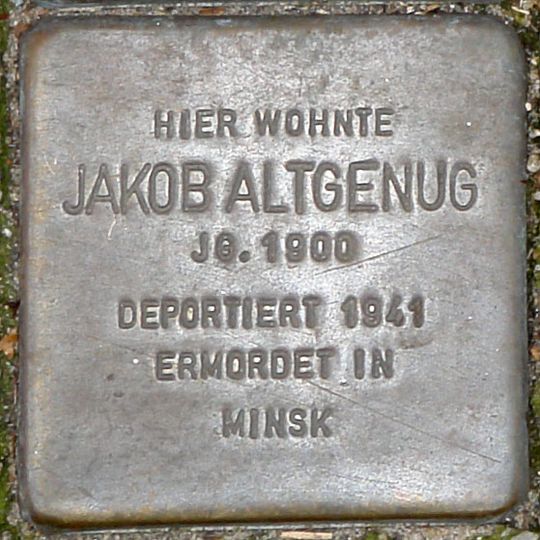 HIER WOHNTE
JAKOB ALTGENUG
JG. 1900
DEPORTIERT 1941
ERMORDET IN
MINSK